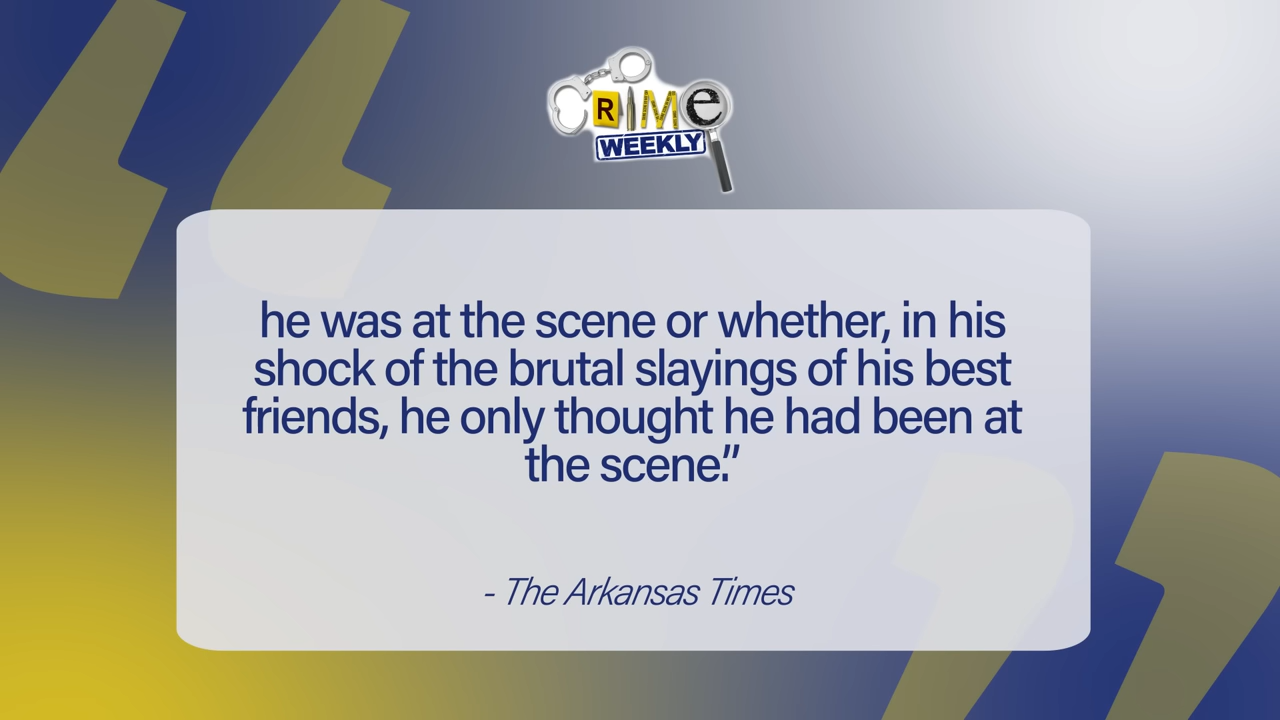 CRIME
WEEKLY
he was at the scene or whether, in his
shock of the brutal slayings of his best
friends, he only thought he had been at
the scene.”
- The Arkansas Times